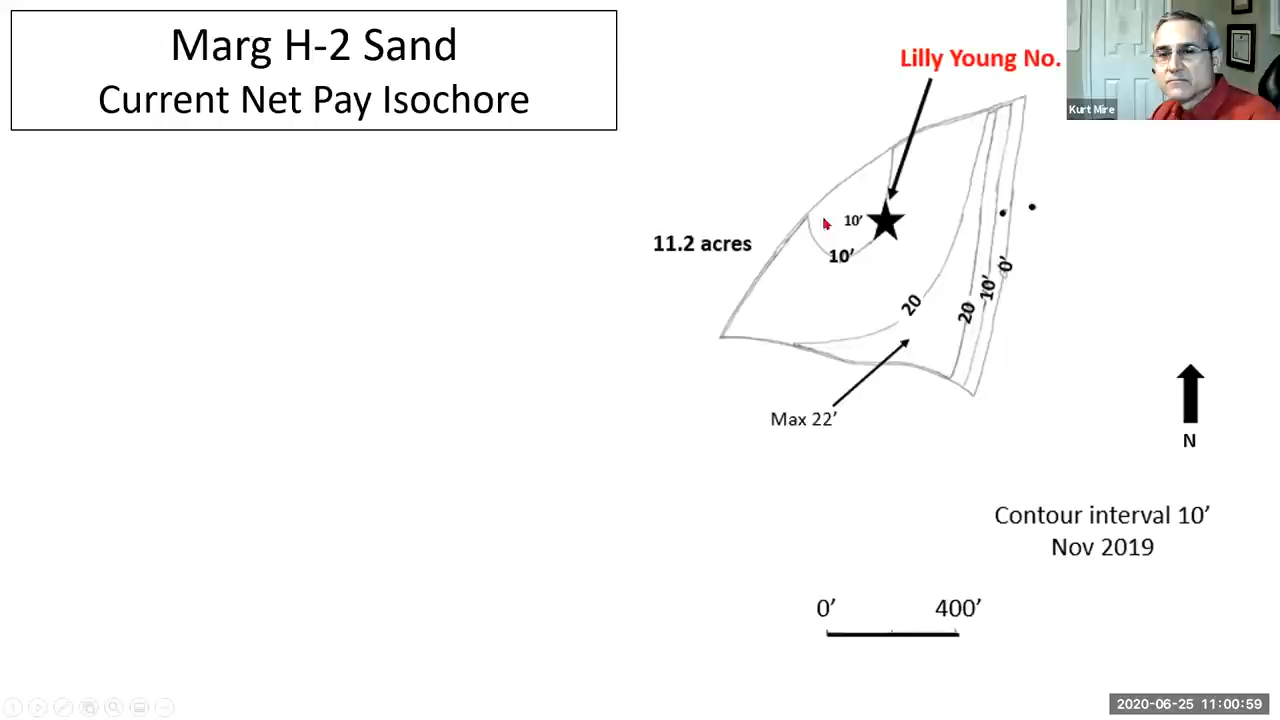 Marg H-2 Sand
Current Net Pay Isochore
Lilly Young No.
Kurt Mire
10'
10'
11.2 acres
20
20
10'
0'
Max 22'
N
Contour interval 10'
Nov 2019
0'
400'
2020-06-25 11:00:59